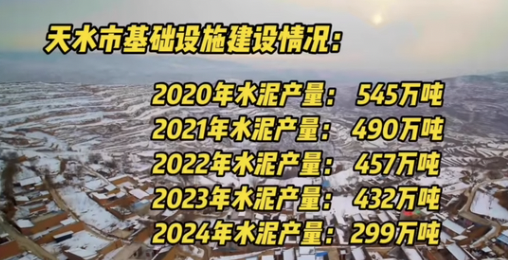 天水市基础设施建设情况：
2020年水泥产量： 545万吨
2021年水泥产量： 490万吨
2022年水泥产量： 457万吨
2023年水泥产量： 432万吨
2024年水泥产量： 299万吨